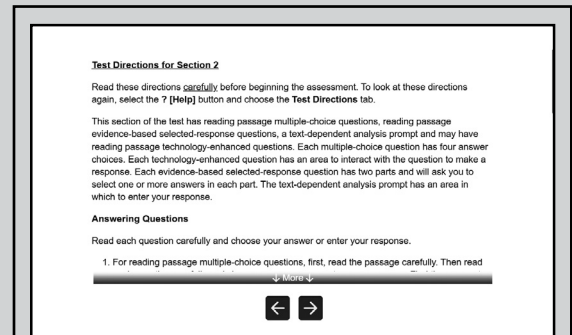 Test Directions for Section 2
Read these directions carefully before beginning the assessment. To look at these directions
again, select the ? [Help] button and choose the Test Directions tab.
This section of the test has reading passage multiple-choice questions, reading passage
evidence-based selected-response questions, a text-dependent analysis prompt and may have
reading passage technology-enhanced questions. Each multiple-choice question has four answer
choices. Each technology-enhanced question has an area to interact with the question to make a
response. Each evidence-based selected-response question has two parts and will ask you to
select one or more answers in each part. The text-dependent analysis prompt has an area in
which to enter your response.
Answering Questions
Read each question carefully and choose your answer or enter your response.
1. For reading passage multiple-choice questions, first, read the passage carefully. Then read
↓ More ↓